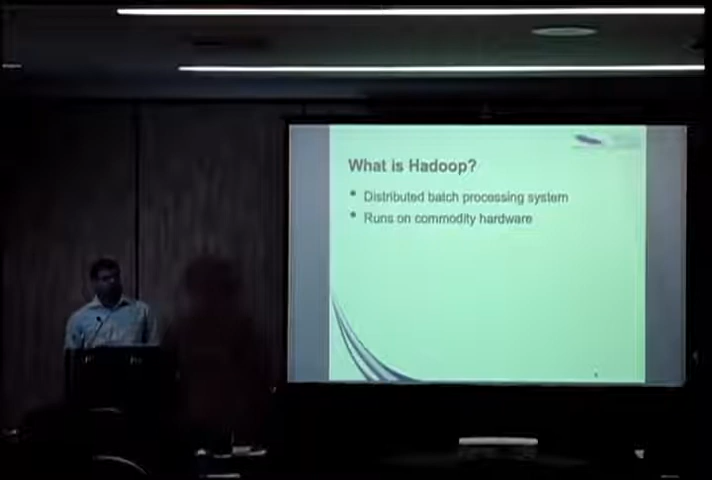 What is Hadoop?
• Distributed batch processing system
• Runs on commodity hardware